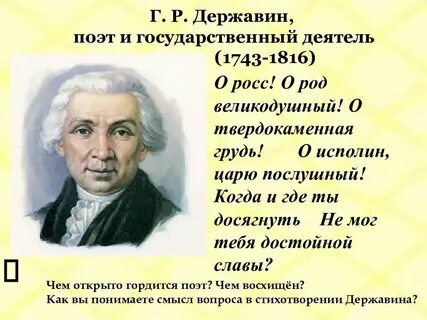 Г. Р. Державин,
поэт и государственный деятель
(1743-1816)
О росс! О род
великодушный! О
твердокаменная
грудь! О исполин,
царю послушный!
Когда и где ты
досягнуть Не мог
тебя достойной
славы?
Чем открыто гордится поэт? Чем восхищён?
Как вы понимаете смысл вопроса в стихотворении Державина?